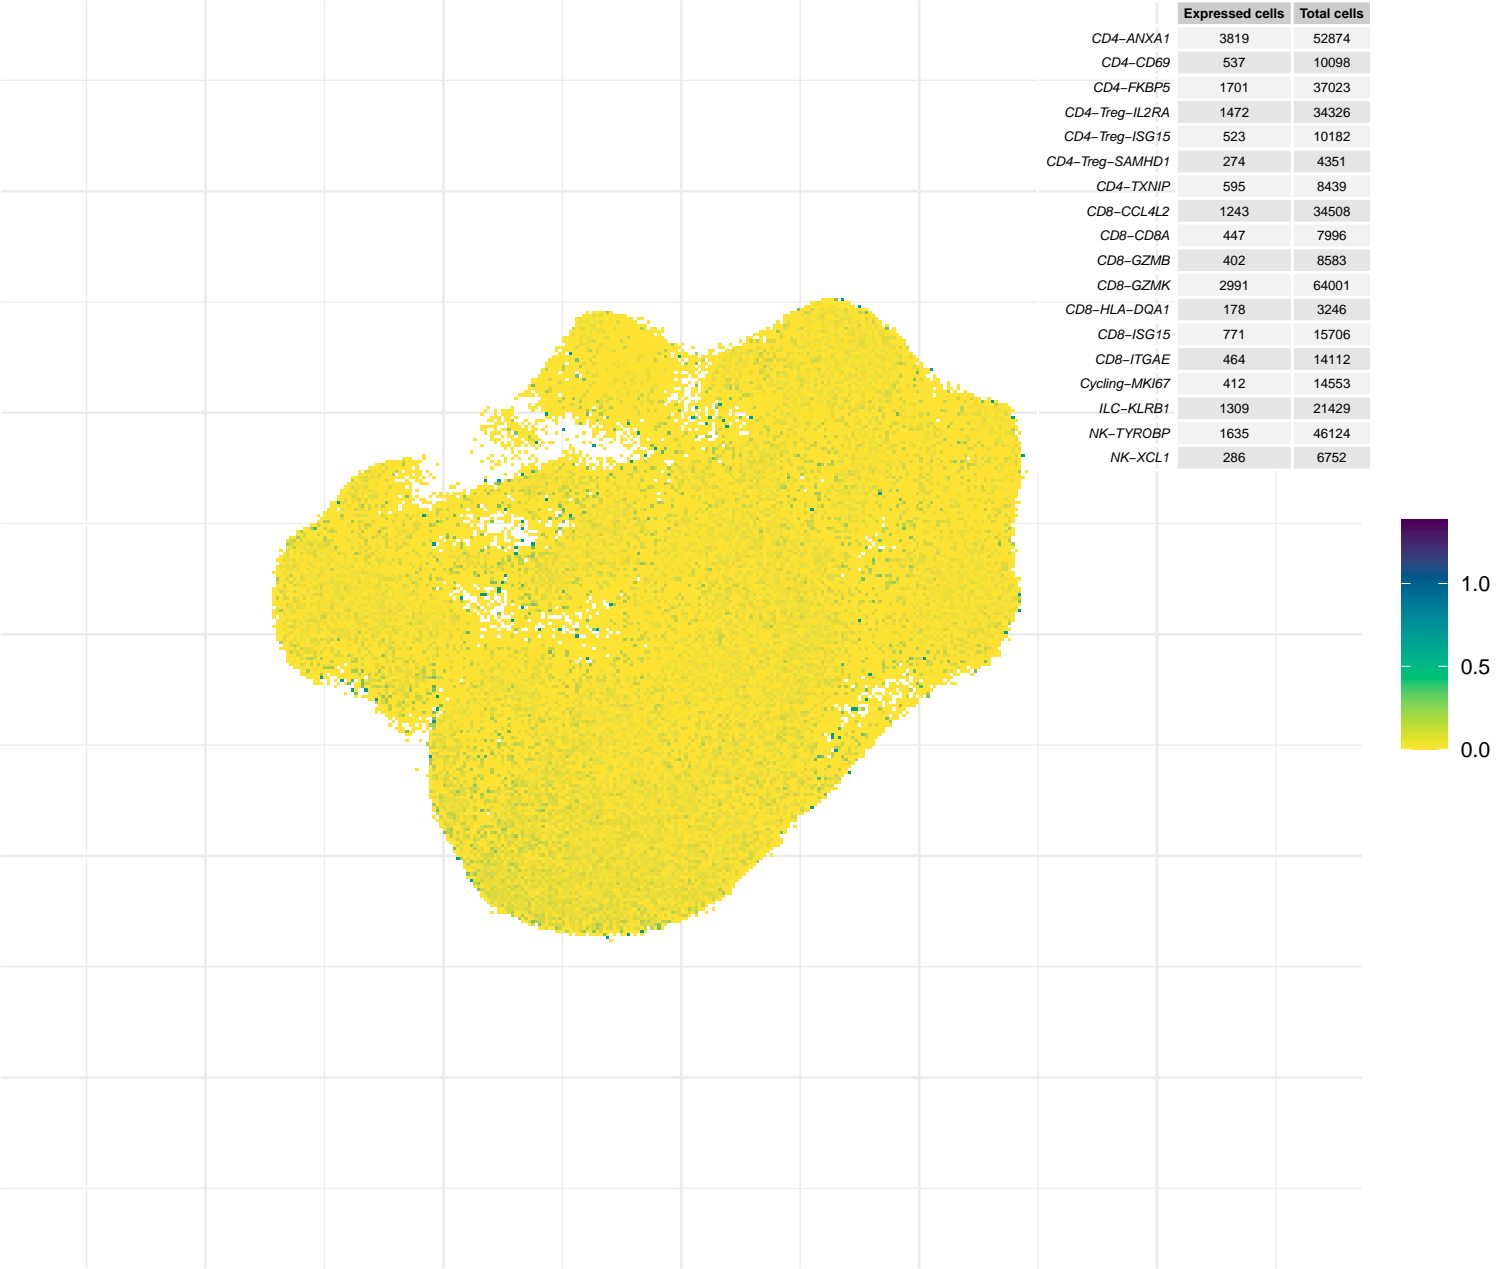 Expressed cells Total cells
CD4−ANXA1 3819 52874
CD4−CD69 537 10098
CD4−FKBP5 1701 37023
CD4−Treg−IL2RA 1472 34326
CD4−Treg−ISG15 523 10182
CD4−Treg−SAMHD1 274 4351
CD4−TXNIP 595 8439
CD8−CCL4L2 1243 34508
CD8−CD8A 447 7996
CD8−GZMB 402 8583
CD8−GZMK 2991 64001
CD8−HLA−DQA1 178 3246
CD8−ISG15 771 15706
CD8−ITGAE 464 14112
Cycling−MKI67 412 14553
ILC−KLRB1 1309 21429
NK−TYROBP 1635 46124
NK−XCL1 286 6752
1.0
0.5
0.0